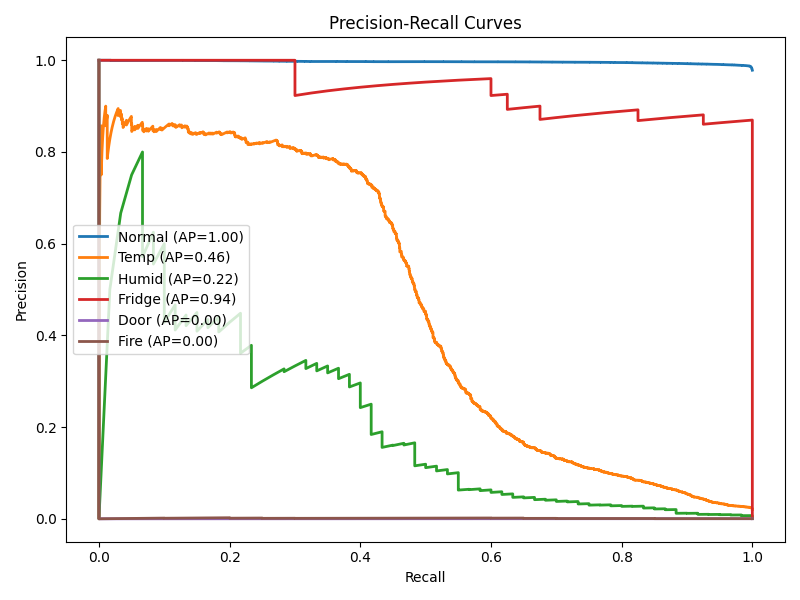 Precision-Recall Curves
1.0
0.8
0.6
0.4
0.2
0.0
Precision
Normal (AP=1.00)
Temp (AP=0.46)
Humid (AP=0.22)
Fridge (AP=0.94)
Door (AP=0.00)
Fire (AP=0.00)
0.0 0.2 0.4 0.6 0.8 1.0
Recall